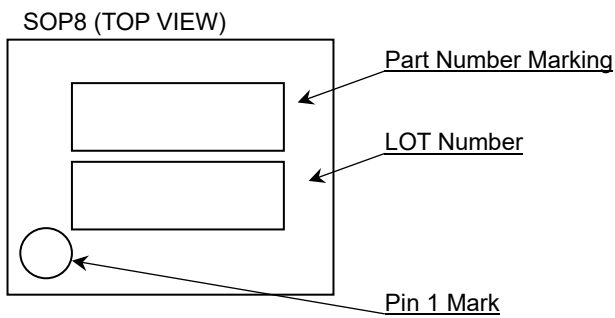 SOP8 (TOP VIEW)
Part Number Marking
LOT Number
Pin 1 Mark